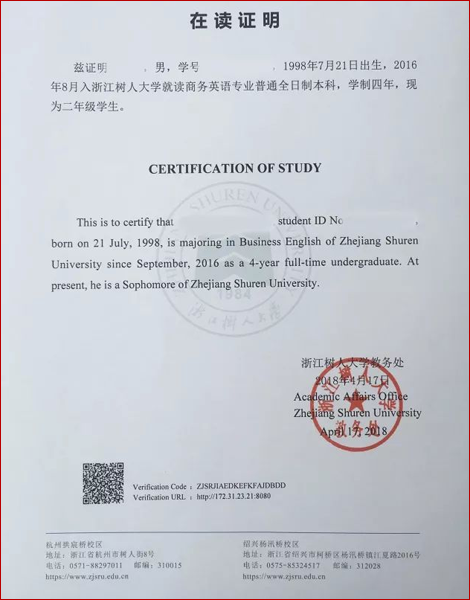 在读证明
兹证明 ，男，学号 ，1998年7月21日出生，2016
年8月入浙江树人大学就读商务英语专业普通全日制本科，学制四年，现
为二年级学生。
CERTIFICATION OF STUDY
SHUREN UNIVERSITY
This is to certify that student ID No ,
born on 21 July, 1998, is majoring in Business English of Zhejiang Shuren
University since September, 2016 as a 4-year full-time undergraduate. At
present, he is a Sophomore of Zhejiang Shuren University.
1984
浙江树人大学
浙江树人大学教务处
2018年4月17日
Academic Affairs Office
Zhejiang Shuren University
April 17, 2018
浙江树人大学
教务处
Verification Code : ZJSRJIAEDKEFKFAJDBDD
Verification URL : http://172.31.23.21:8080
杭州拱宸桥校区
地址：浙江省杭州市树人街8号
电话：0571-88297011 邮编：310015
https://www.zjsru.edu.cn
绍兴杨汛桥校区
地址：浙江省绍兴市柯桥区杨汛桥镇江夏路2016号
电话：0575-85324517 邮编：312028
https://www.zjsru.edu.cn